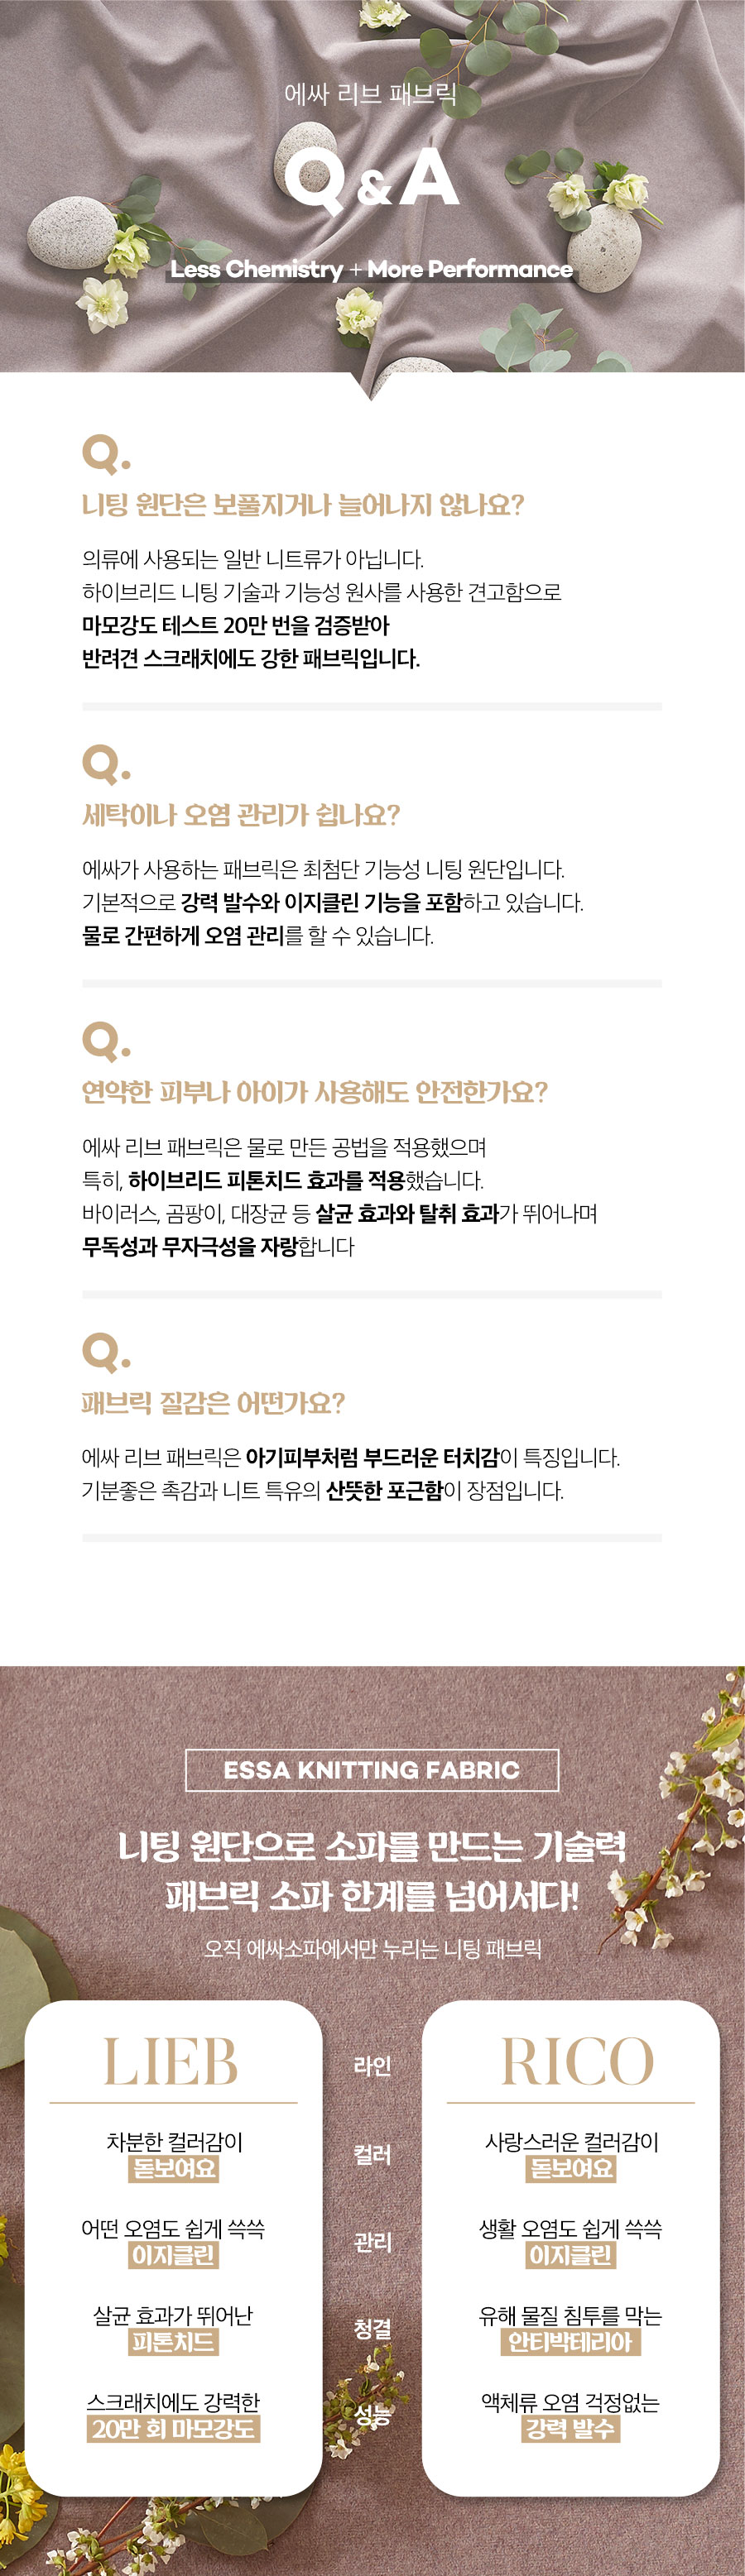 에싸 리브 패브릭
Q & A
Less Chemistry + More Performance
Q.
니팅 원단은 보풀지거나 늘어나지 않나요?
의류에 사용되는 일반 니트류가 아닙니다.
하이브리드 니팅 기술과 기능성 원사를 사용한 견고함으로
마모강도 테스트 20만 번을 검증받아
반려견 스크래치에도 강한 패브릭입니다.
Q.
세탁이나 오염 관리가 쉽나요?
에싸가 사용하는 패브릭은 최첨단 기능성 니팅 원단입니다.
기본적으로 강력 발수와 이지클린 기능을 포함하고 있습니다.
물로 간편하게 오염 관리를 할 수 있습니다.
Q.
연약한 피부나 아이가 사용해도 안전한가요?
에싸 리브 패브릭은 물로 만든 공법을 적용했으며
특히, 하이브리드 피톤치드 효과를 적용했습니다.
바이러스, 곰팡이, 대장균 등 살균 효과와 탈취 효과가 뛰어나며
무독성과 무자극성을 자랑합니다
Q.
패브릭 질감은 어떤가요?
에싸 리브 패브릭은 아기피부처럼 부드러운 터치감이 특징입니다.
기분좋은 촉감과 니트 특유의 산뜻한 포근함이 장점입니다.
ESSA KNITTING FABRIC
니팅 원단으로 소파를 만드는 기술력
패브릭 소파 한계를 넘어서다!
오직 에싸소파에서만 누리는 니팅 패브릭
LIEB 라인 RICO
차분한 컬러감이 돋보여요 컬러 사랑스러운 컬러감이 돋보여요
어떤 오염도 쉽게 쓱쓱 이지클린 관리 생활 오염도 쉽게 쓱쓱 이지클린
살균 효과가 뛰어난 피톤치드 청결 유해 물질 침투를 막는 안티박테리아
스크래치에도 강력한 20만 회 마모강도 성능 액체류 오염 걱정없는 강력 발수